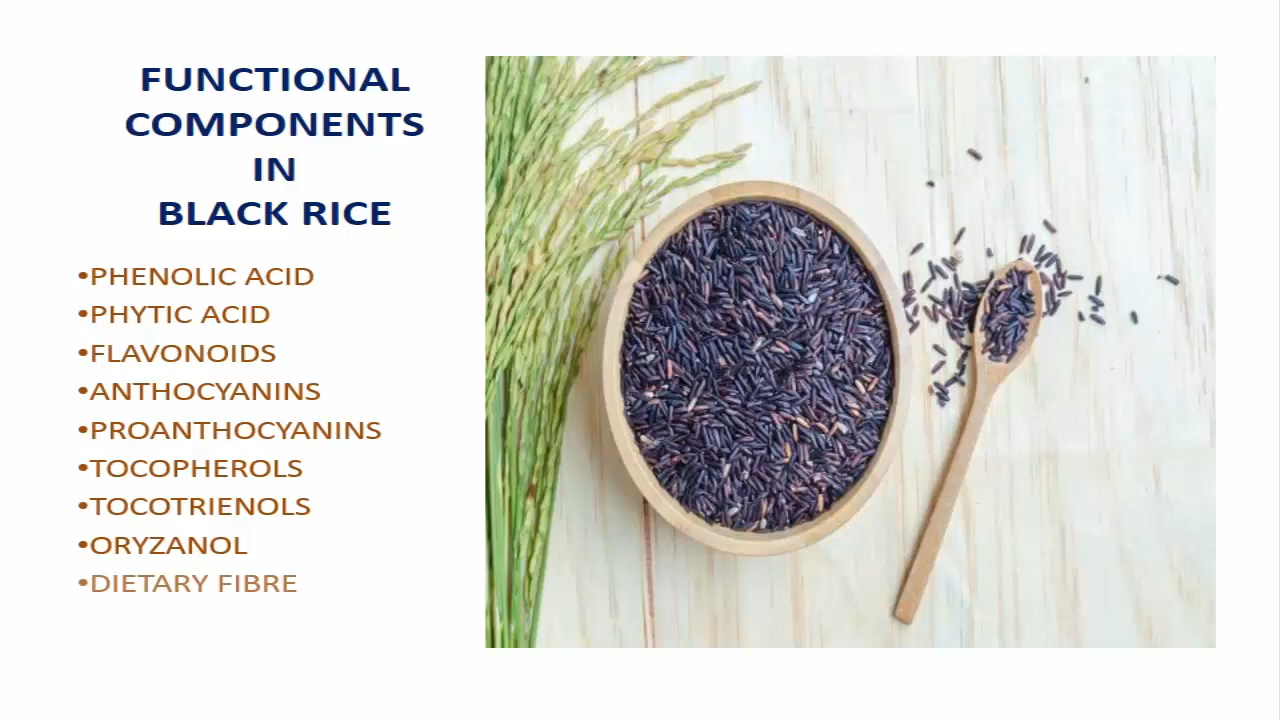 FUNCTIONAL
COMPONENTS
IN
BLACK RICE
•PHENOLIC ACID
•PHYTIC ACID
•FLAVONOIDS
•ANTHOCYANINS
•PROANTHOCYANINS
•TOCOPHEROLS
•TOCOTRIENOLS
•ORYZANOL
•DIETARY FIBRE